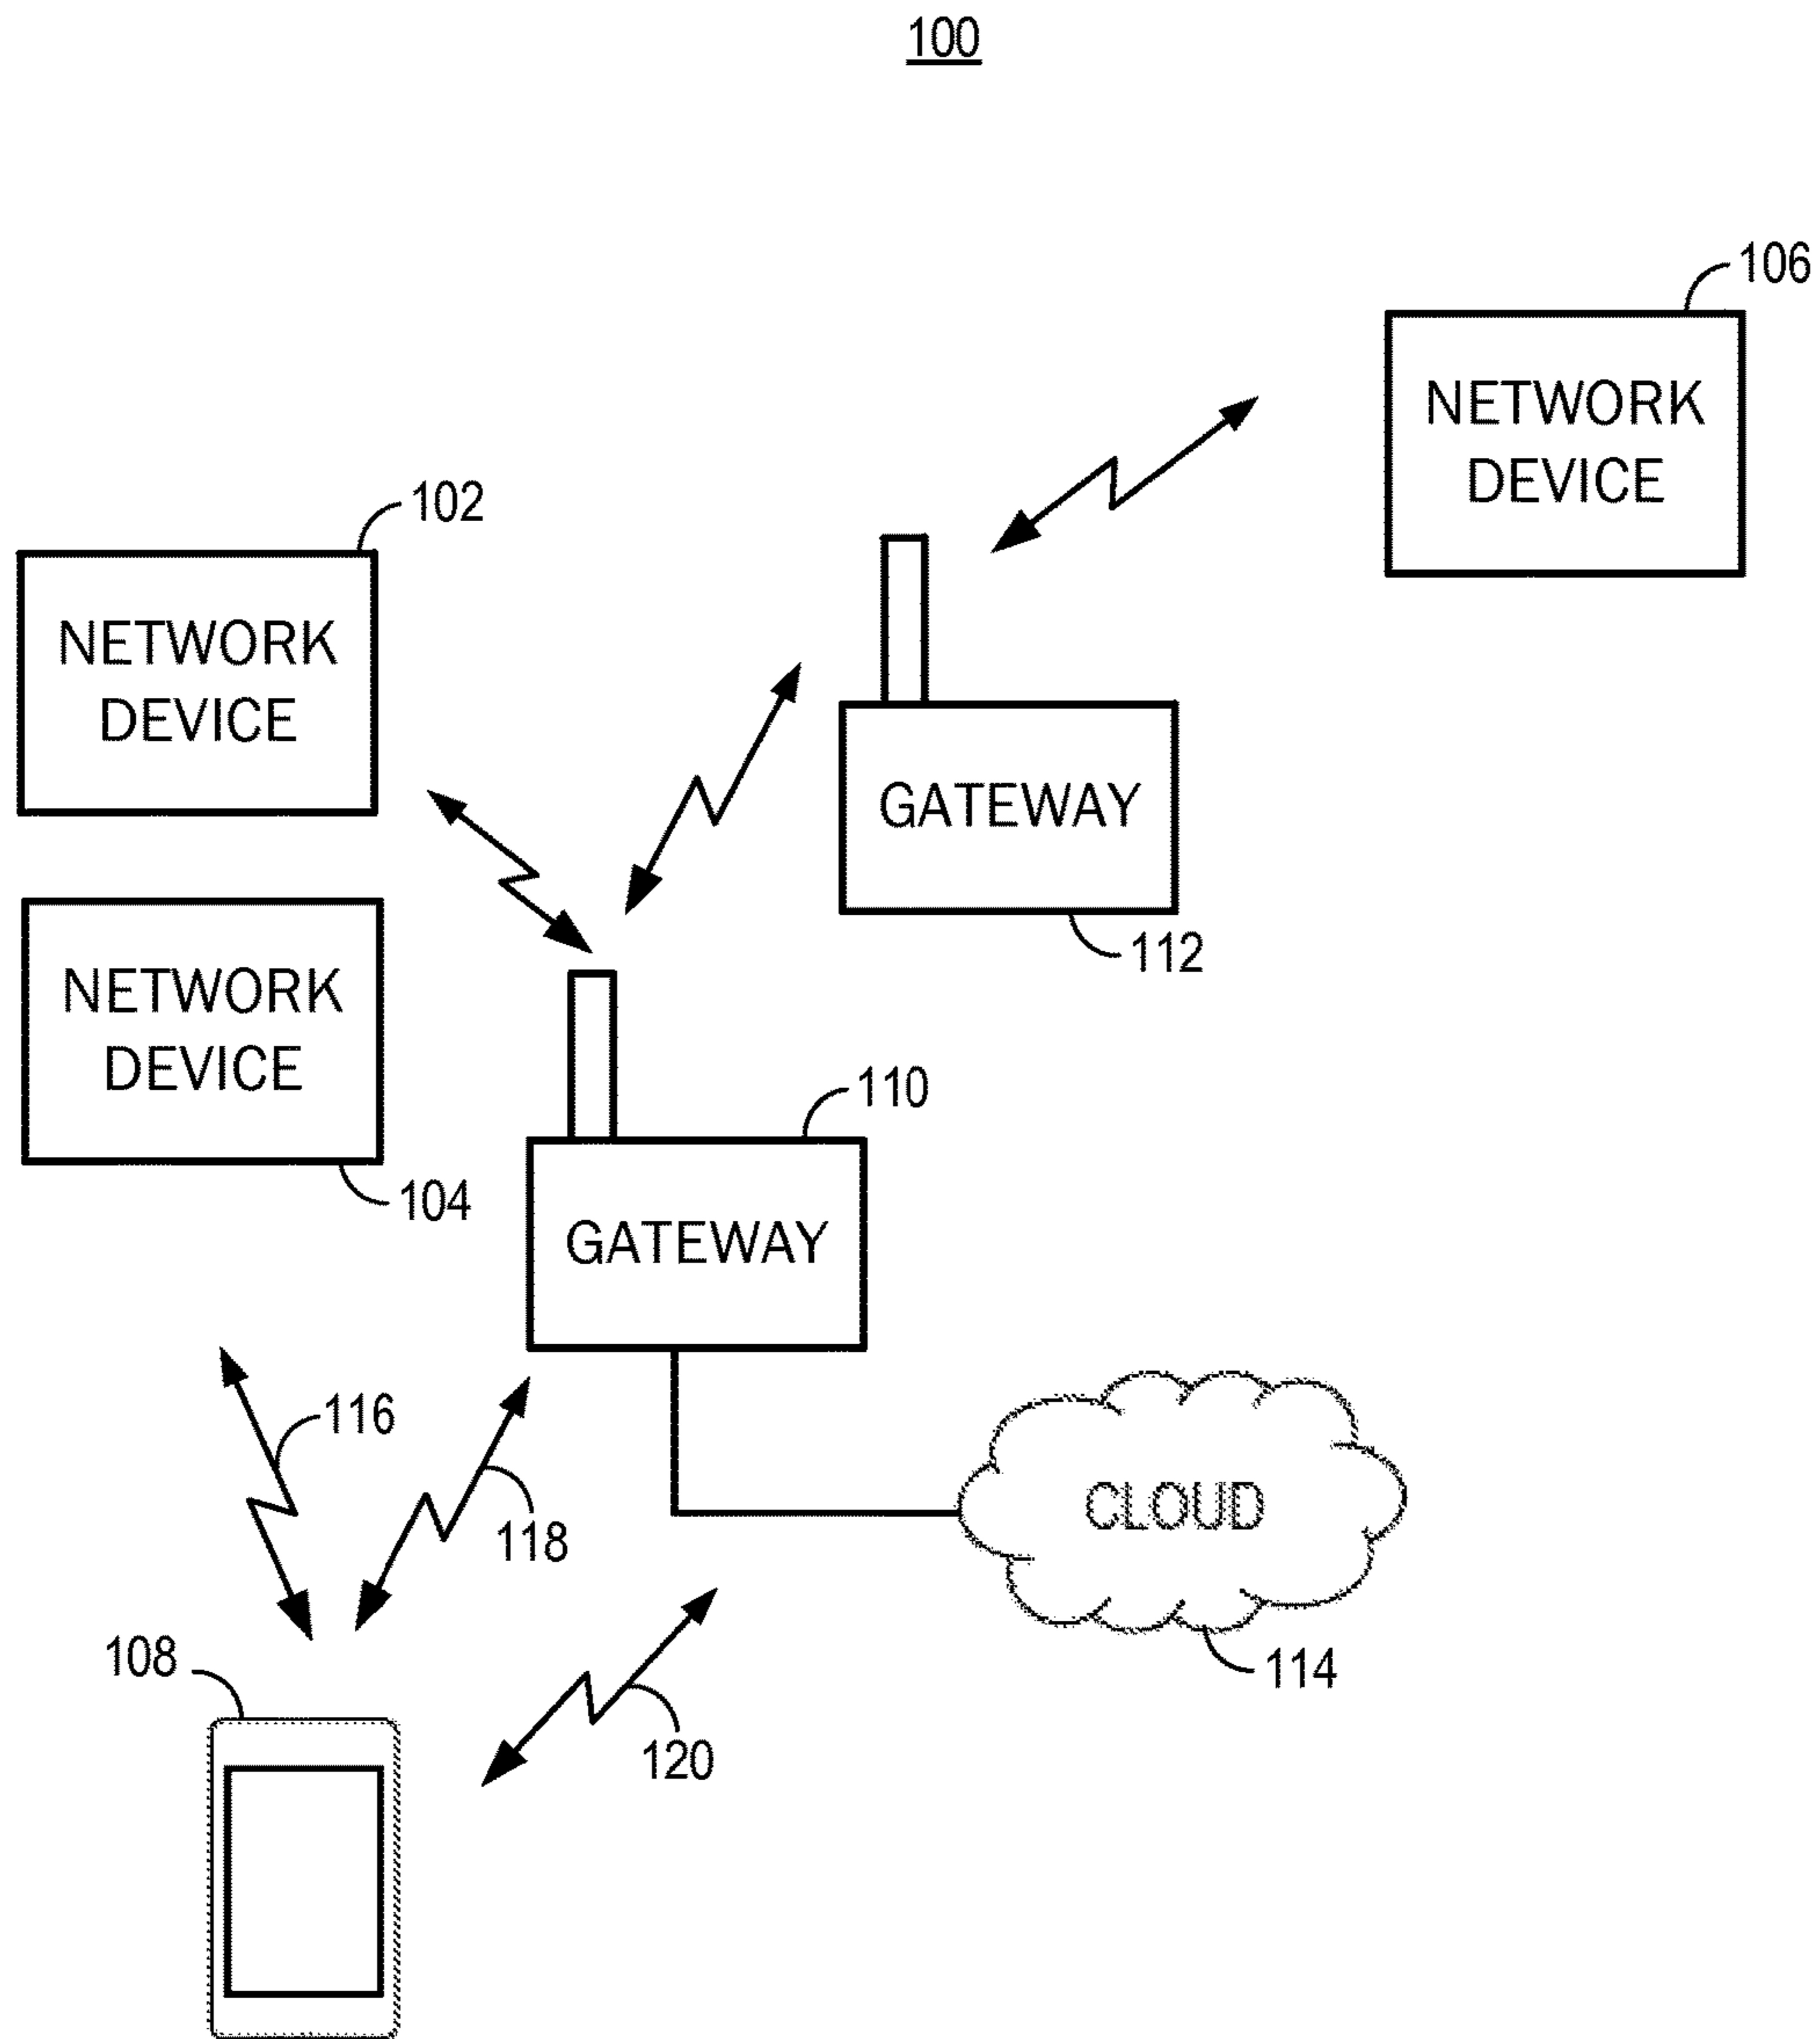 100
106
NETWORK
DEVICE
102
NETWORK
DEVICE
GATEWAY
112
NETWORK
DEVICE
104
110
GATEWAY
116
118
CLOUD
114
108
120